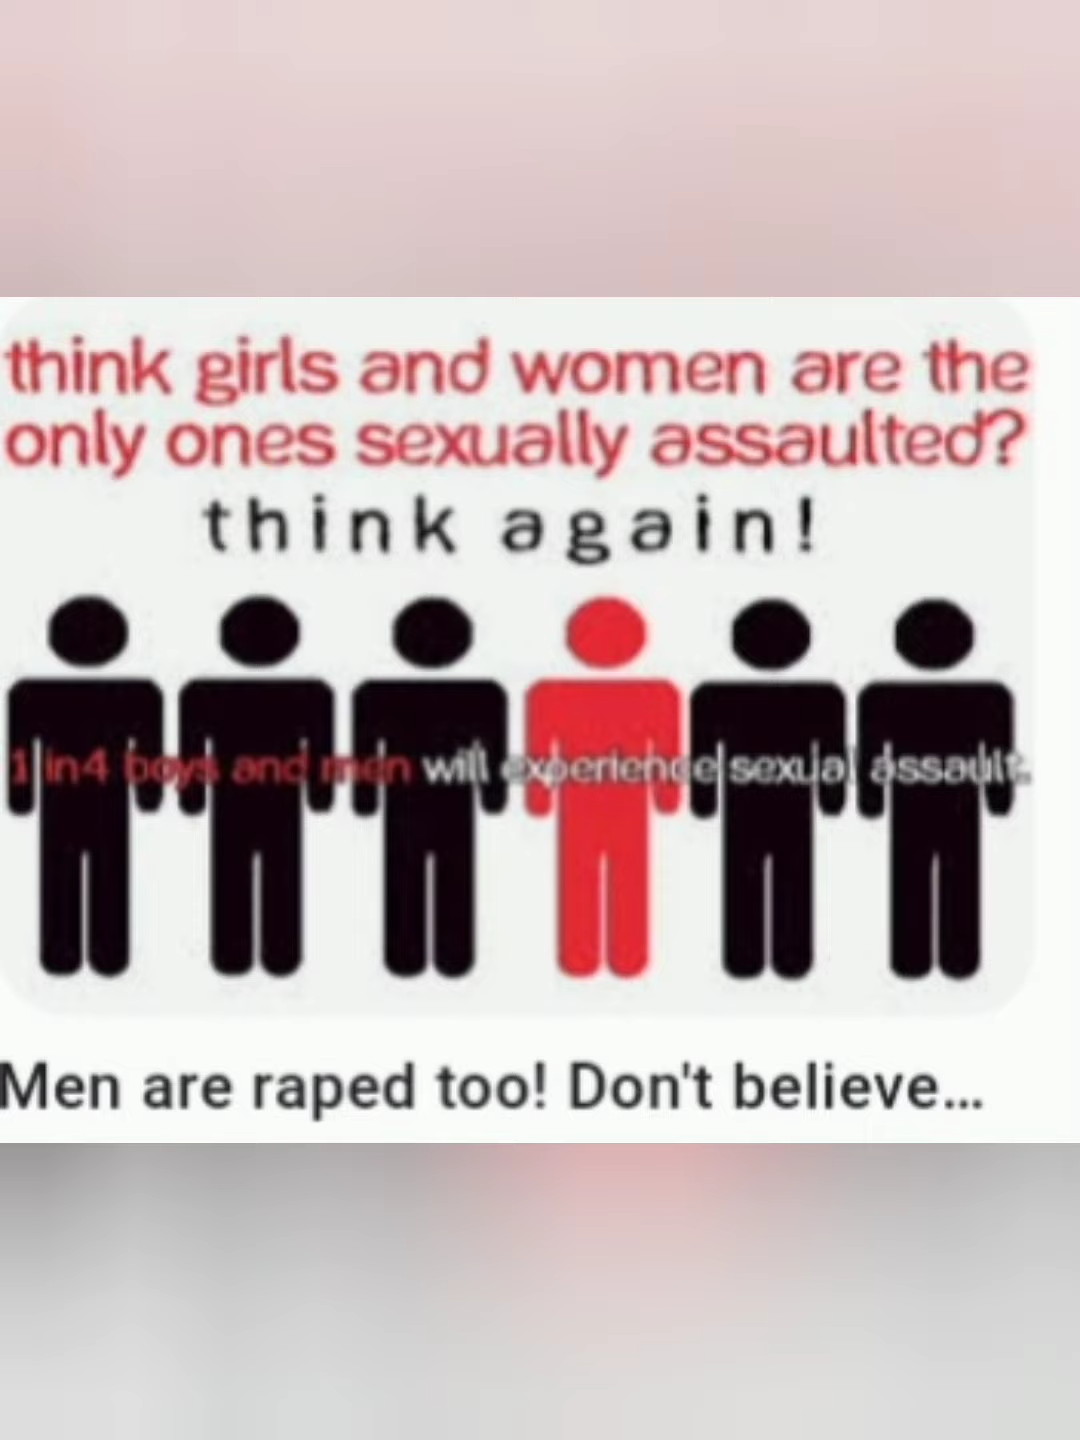 think girls and women are the
only ones sexually assaulted?
think again!
1 in 4 boys and men will experience sexual assault.
Men are raped too! Don't believe...